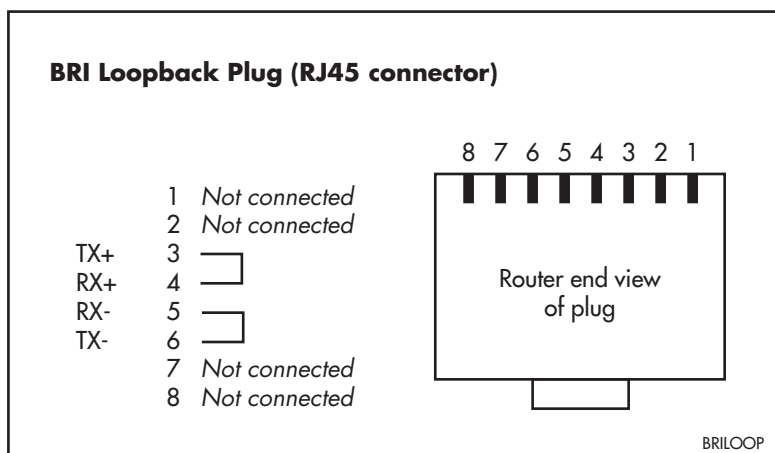 BRI Loopback Plug (RJ45 connector)
8 7 6 5 4 3 2 1
1 Not connected
2 Not connected
TX+ 3
RX+ 4
RX- 5
TX- 6
7 Not connected
8 Not connected
Router end view
of plug
BRILOOP